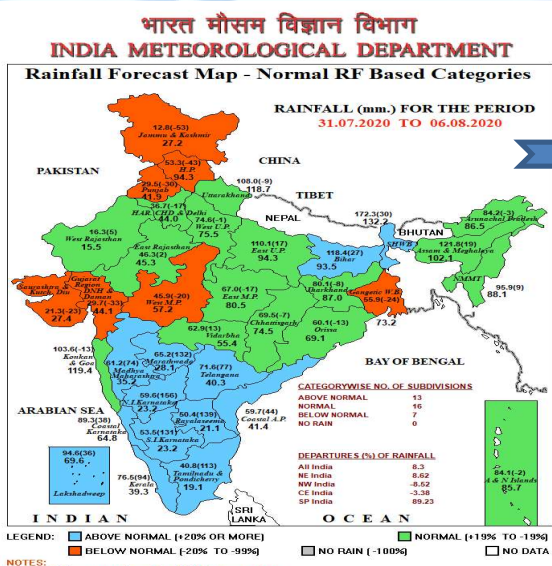 भारत मौसम विज्ञान विभाग
INDIA METEOROLOGICAL DEPARTMENT
Rainfall Forecast Map - Normal RF Based Categories
RAINFALL (mm.) FOR THE PERIOD
31.07.2020 TO 06.08.2020
12.8(-53)
Jammu & Kashmir
27.2
PAKISTAN
CHINA
53.3(-43)
H.P.
94.3
29.5(-30)
Punjab
41.9
108.0(-9)
118.7
Uttarakhand
TIBET
36.7(-17)
HAR. CHD & Delhi
44.0
74.6(-1)
West U.P.
75.5
NEPAL
172.3(30)
132.2
BHUTAN
84.2(-3)
Arunachal Pradesh
86.5
16.3(5)
West Rajasthan
15.5
East Rajasthan
46.3(2)
45.3
110.1(17)
East U.P.
94.3
118.4(27)
Bihar
93.5
SHWB
121.8(19)
Assam & Meghalaya
102.1
NMMT
95.9(9)
88.1
Saurashtra &
Kutch, Diu
21.3(-23)
27.4
Gujarat
Region
DNH &
Daman
29.7(-33)
44.1
45.9(-20)
West M.P.
57.2
67.0(-17)
East M.P.
80.5
80.1(-8)
Jharkhand
87.0
Gangetic W.B.
55.9(-24)
73.2
62.9(13)
Vidarbha
55.4
69.5(-7)
Chhattisgarh
74.5
60.1(-13)
Orissa
69.1
103.6(-13)
Konkan
& Goa
119.4
61.2(74)
Madhya
Maharashtra
35.2
65.2(132)
Marathwada
28.1
71.6(77)
Telangana
40.3
BAY OF BENGAL
ARABIAN SEA
89.3(38)
Coastal
Karnataka
64.8
59.6(156)
N.I.Karnataka
23.2
50.4(139)
Rayalaseema
21.1
59.7(44)
Coastal A.P.
41.4
53.5(131)
S.I.Karnataka
23.2
CATEGORYWISE NO. OF SUBDIVISIONS
ABOVE NORMAL 13
NORMAL 16
BELOW NORMAL 7
NO RAIN 0
94.6(36)
69.6
Lakshadweep
76.5(94)
Kerala
39.3
40.8(113)
Tamilnadu &
Pondicherry
19.1
DEPARTURES (%) OF RAINFALL
All India 8.3
NE India 8.62
NW India -8.52
CE India -3.38
SP India 89.23
84.1(-2)
A & N Islands
85.7
SRI
LANKA
INDIAN OCEAN
LEGEND: ABOVE NORMAL (+20% OR MORE) NORMAL (+19% TO -19%)
BELOW NORMAL (-20% TO -99%) NO RAIN (-100%) NO DATA
NOTES: